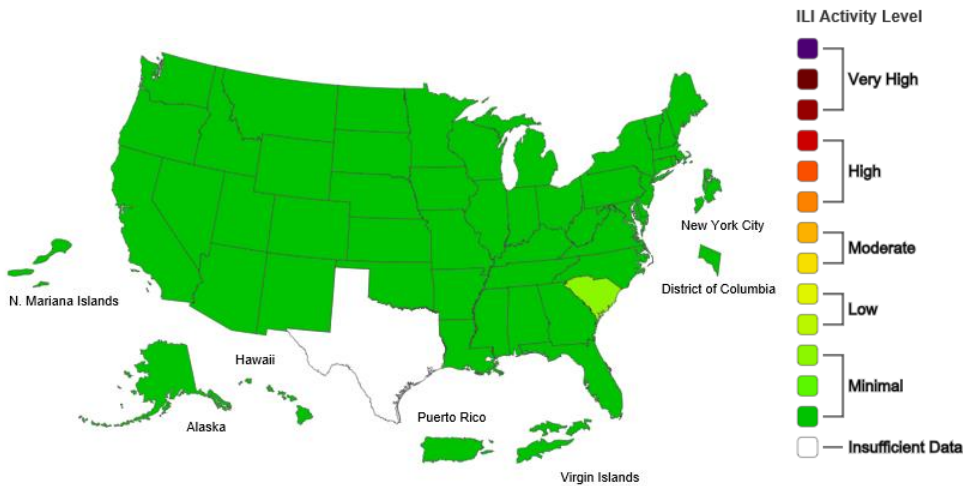 ILI Activity Level
Very High
High
Moderate
Low
Minimal
Insufficient Data
New York City
District of Columbia
N. Mariana Islands
Hawaii
Alaska
Puerto Rico
Virgin Islands